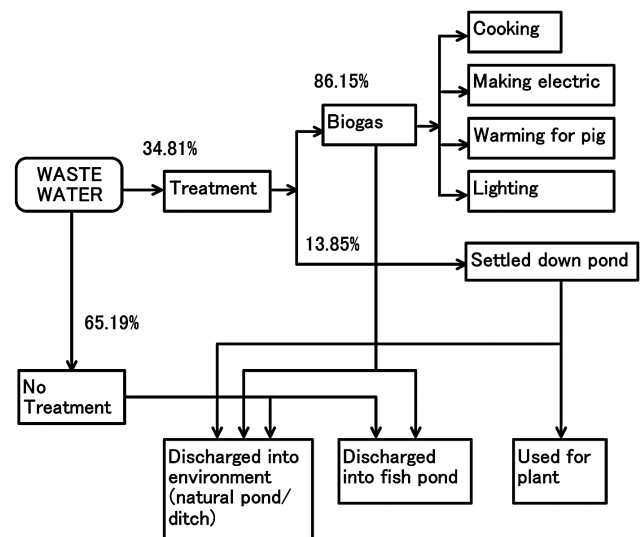 Cooking
86.15%
Making electric
Biogas
Warming for pig
34.81%
WASTE
WATER
Treatment
Lighting
13.85%
Settled down pond
65.19%
No
Treatment
Discharged into
environment
(natural pond/
ditch)
Discharged
into fish pond
Used for
plant